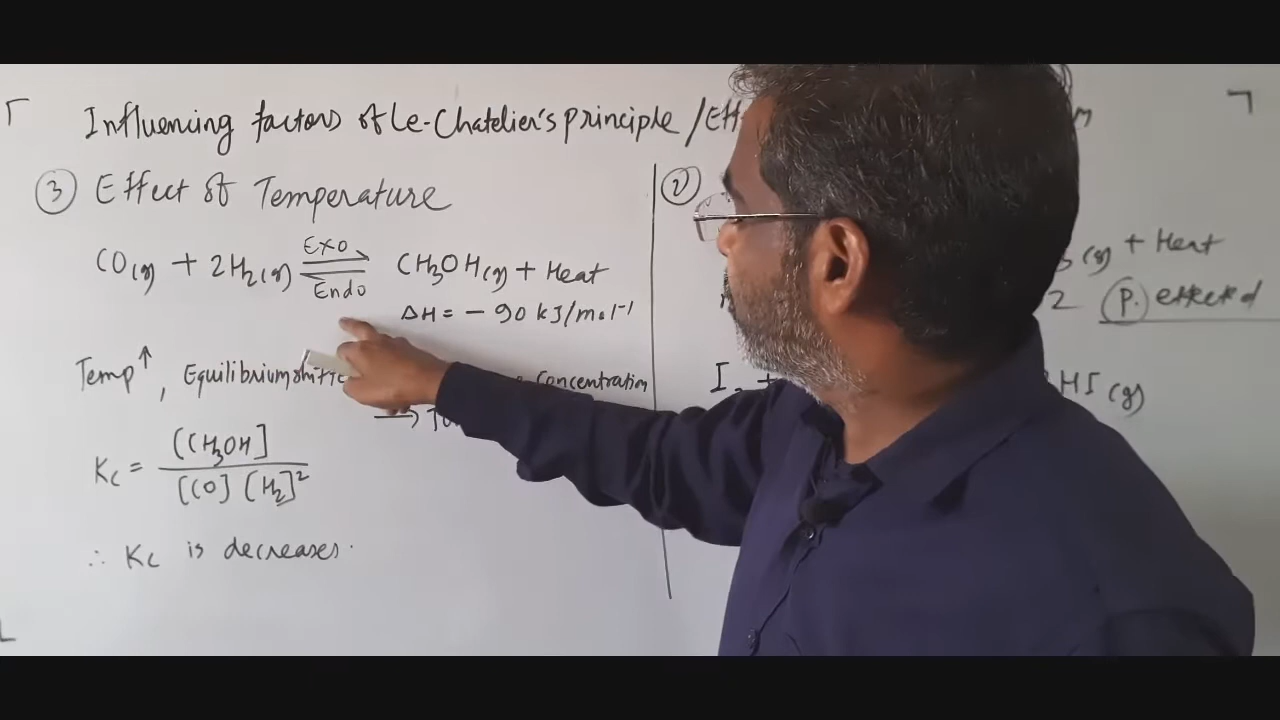 Influencing factors of Le-Chatelier's principle /Eff
③ Effect of Temperature
CO(g) + 2H₂(g) ⇌ CH₃OH(g) + Heat
Exo
Endo
ΔH = - 90 kJ/mol⁻¹
Temp↑, Equilibrium
Concentration
→
Kc = [CH₃OH] / [CO] [H₂]²
∴ Kc is decreases.
②
(g) + Heat
2 (P.) effected
I₂ +
HI(g)